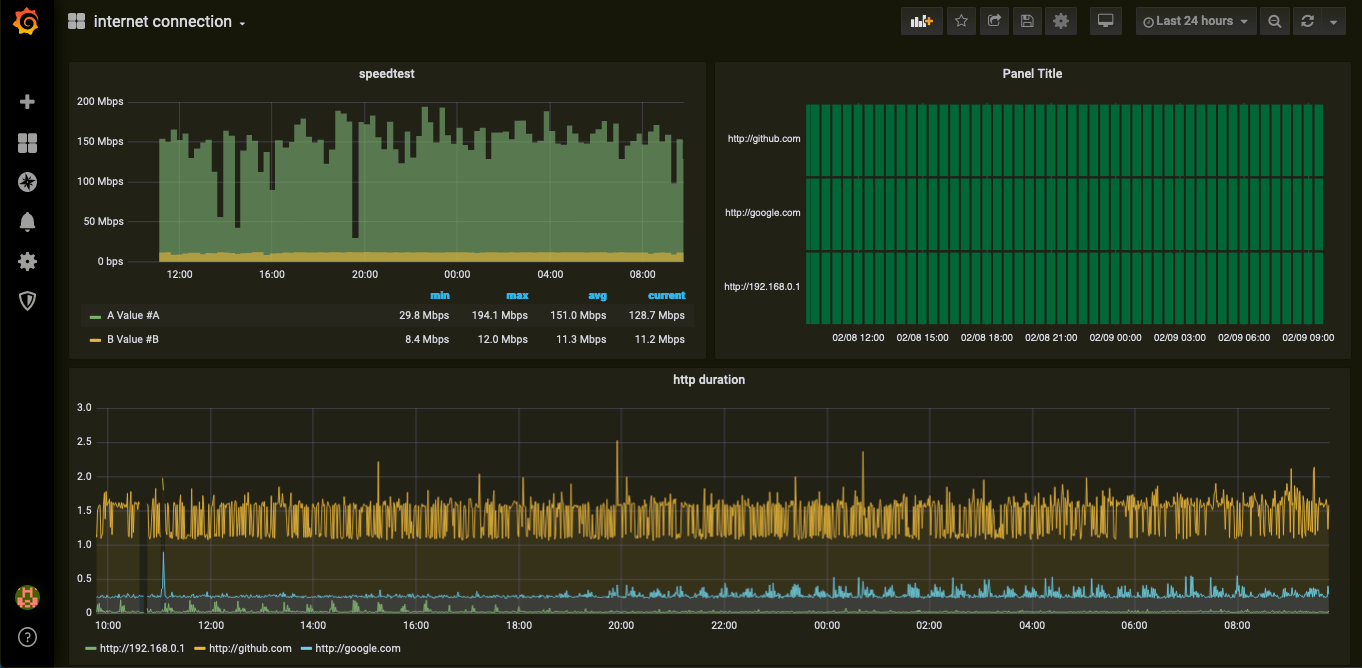 internet connection
Last 24 hours
speedtest
200 Mbps
150 Mbps
100 Mbps
50 Mbps
0 bps
12:00 16:00 20:00 00:00 04:00 08:00
min max avg current
A Value #A 29.8 Mbps 194.1 Mbps 151.0 Mbps 128.7 Mbps
B Value #B 8.4 Mbps 12.0 Mbps 11.3 Mbps 11.2 Mbps
Panel Title
http://github.com
http://google.com
http://192.168.0.1
02/08 12:00 02/08 15:00 02/08 18:00 02/08 21:00 02/09 00:00 02/09 03:00 02/09 06:00 02/09 09:00
http duration
3.0
2.5
2.0
1.5
1.0
0.5
0
10:00 12:00 14:00 16:00 18:00 20:00 22:00 00:00 02:00 04:00 06:00 08:00
http://192.168.0.1 http://github.com http://google.com